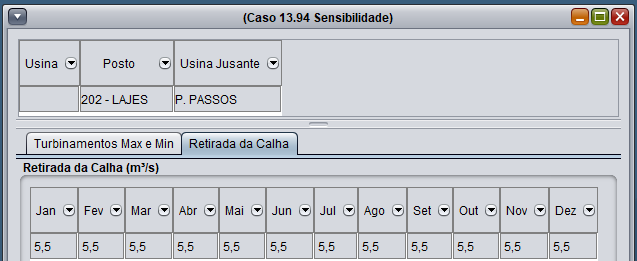 (Caso 13.94 Sensibilidade)
Usina Posto Usina Jusante
202 - LAJES P. PASSOS
Turbinamentos Max e Min Retirada da Calha
Retirada da Calha (m³/s)
Jan Fev Mar Abr Mai Jun Jul Ago Set Out Nov Dez
5,5 5,5 5,5 5,5 5,5 5,5 5,5 5,5 5,5 5,5 5,5 5,5